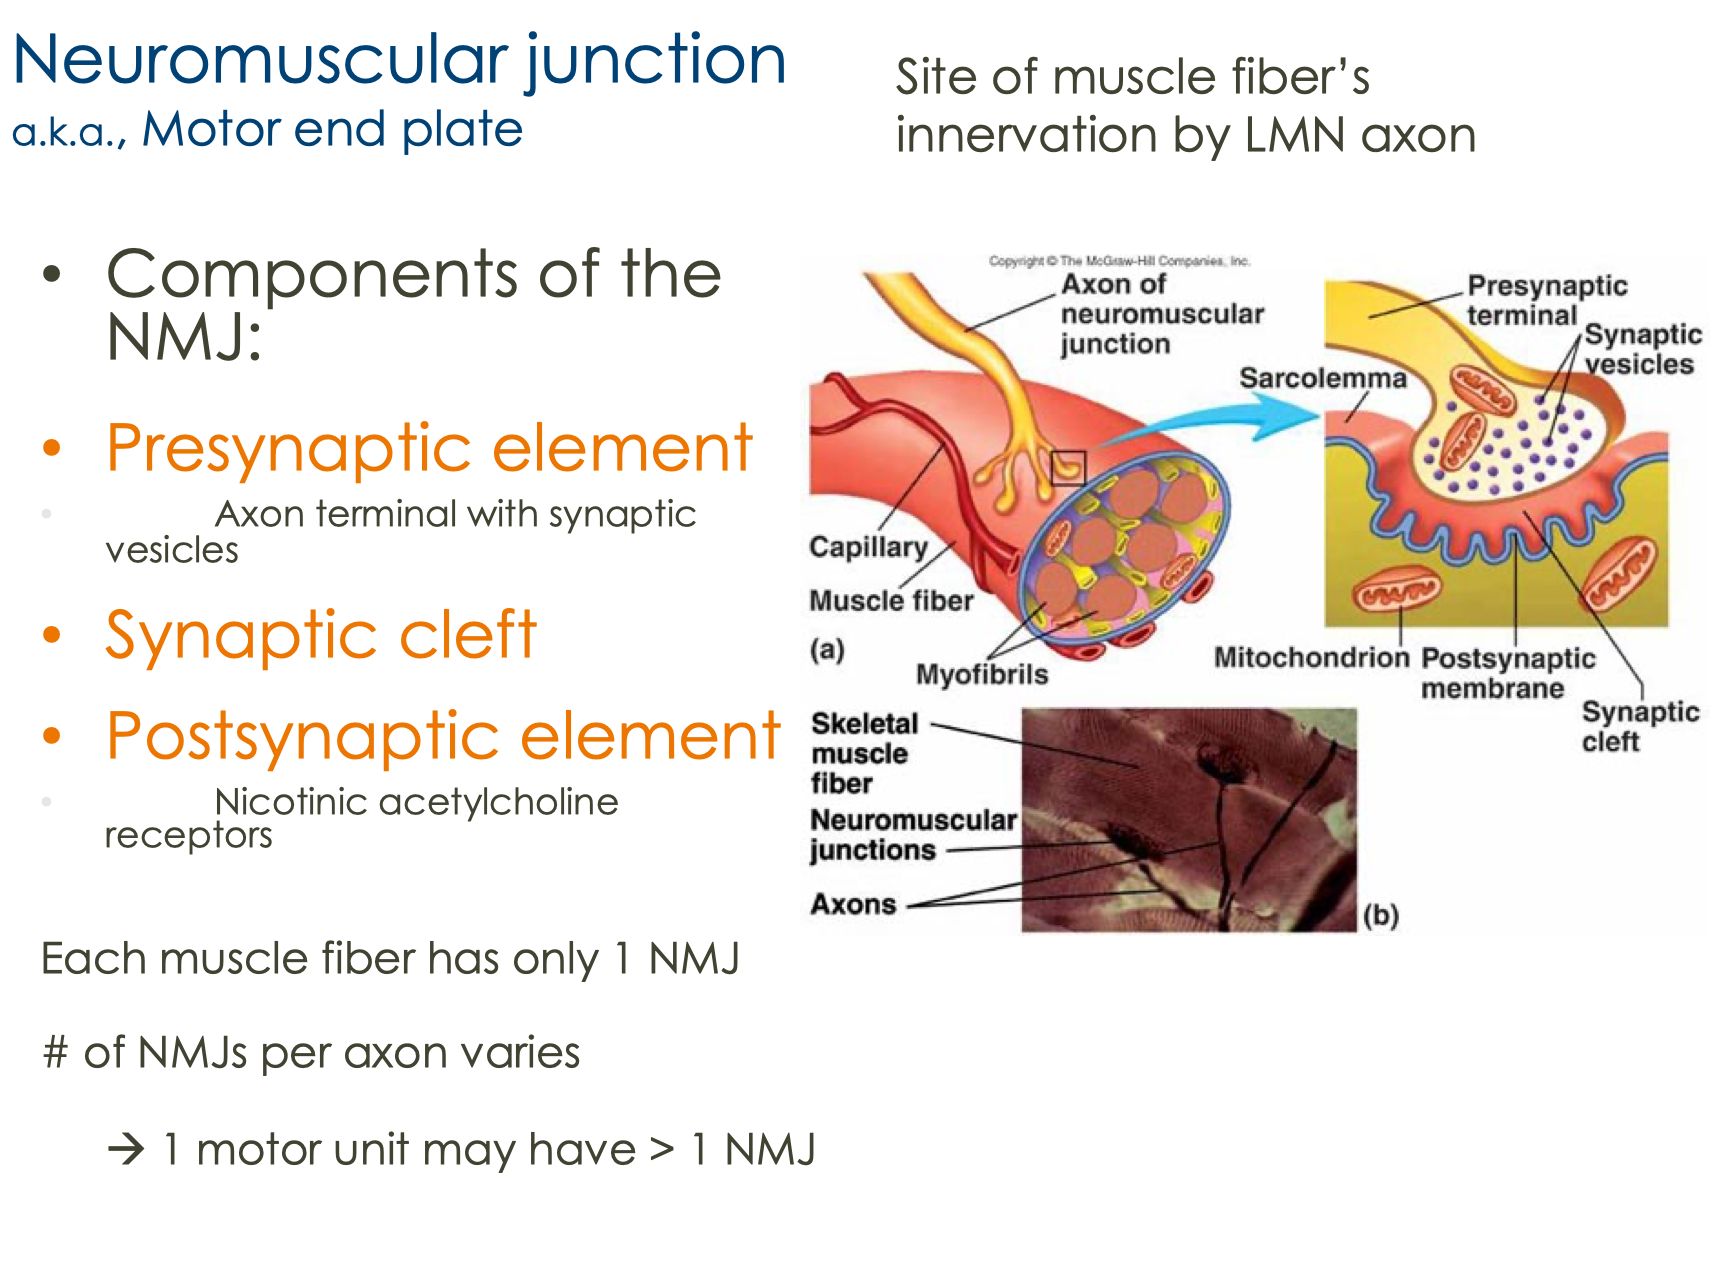 Neuromuscular junction
a.k.a., Motor end plate
Site of muscle fiber’s
innervation by LMN axon
• Components of the
NMJ:
• Presynaptic element
• Axon terminal with synaptic
vesicles
• Synaptic cleft
• Postsynaptic element
• Nicotinic acetylcholine
receptors
Each muscle fiber has only 1 NMJ
# of NMJs per axon varies
→ 1 motor unit may have > 1 NMJ
Copyright © The McGraw-Hill Companies, Inc.
Axon of
neuromuscular
junction
Sarcolemma
Presynaptic
terminal
Synaptic
vesicles
Capillary
Muscle fiber
(a)
Myofibrils
Mitochondrion
Postsynaptic
membrane
Synaptic
cleft
Skeletal
muscle
fiber
Neuromuscular
junctions
Axons
(b)